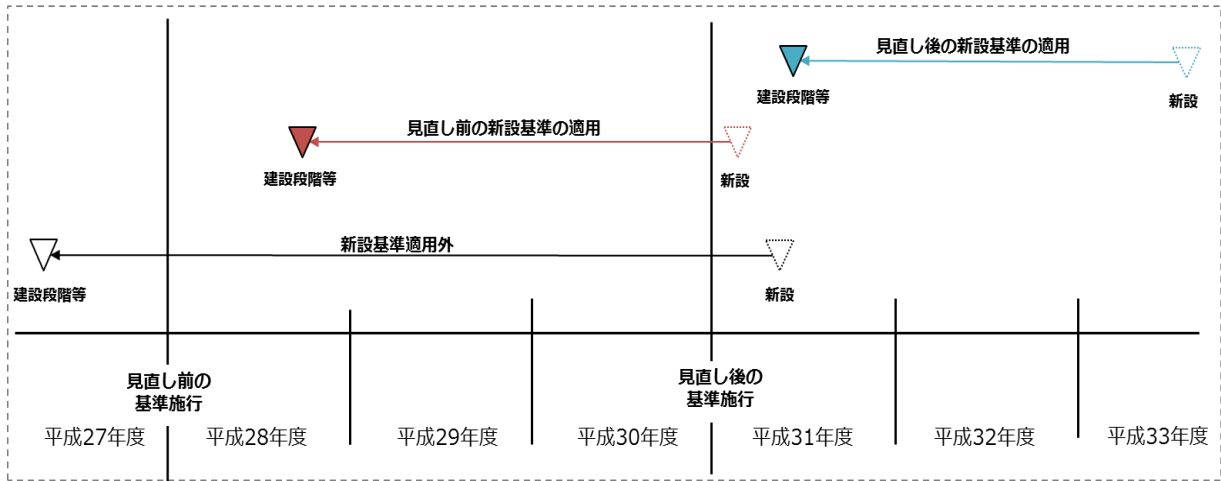 見直し後の新設基準の適用
建設段階等
新設
見直し前の新設基準の適用
建設段階等
新設
新設基準適用外
建設段階等
新設
見直し前の
基準施行
見直し後の
基準施行
平成27年度
平成28年度
平成29年度
平成30年度
平成31年度
平成32年度
平成33年度